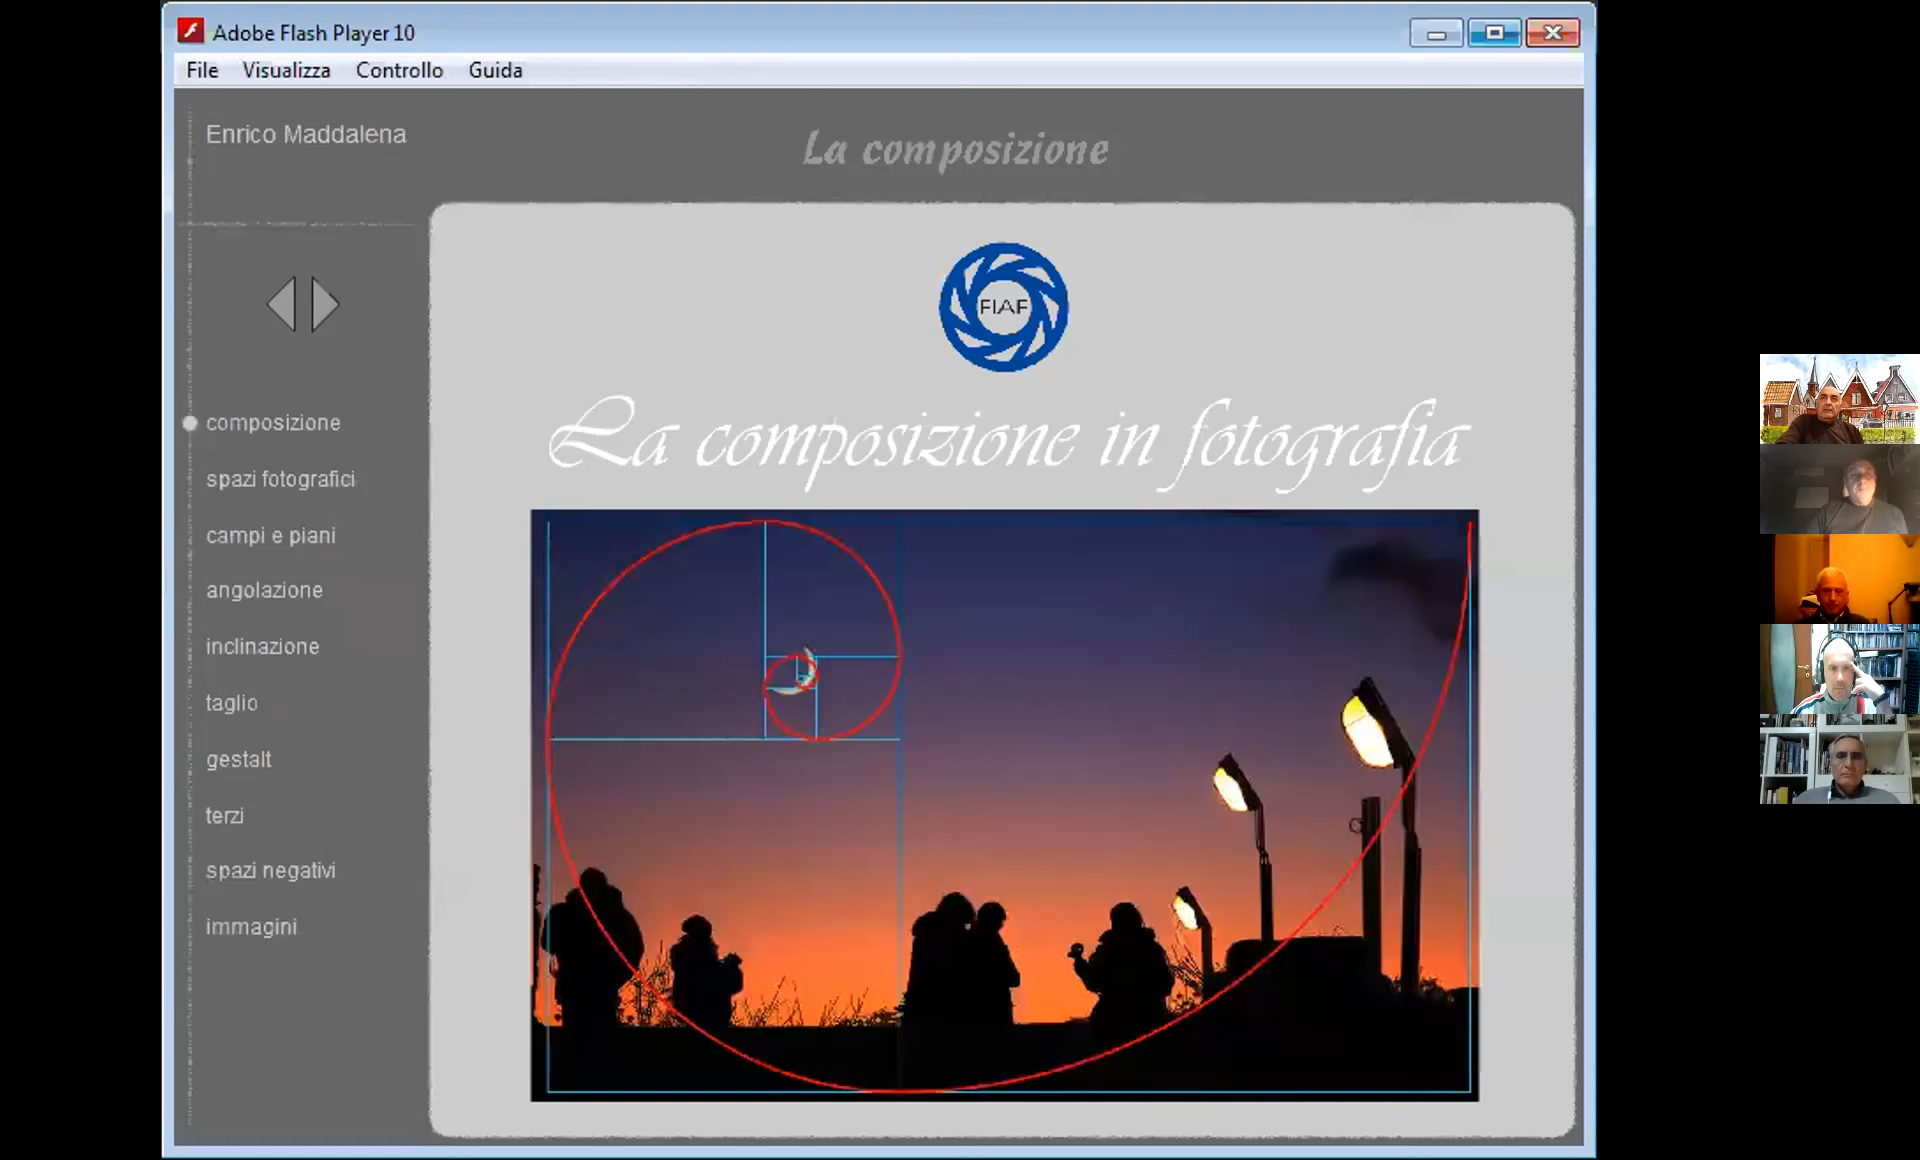 Adobe Flash Player 10
File Visualizza Controllo Guida
Enrico Maddalena
La composizione
FIAF
La composizione in fotografia
composizione
spazi fotografici
campi e piani
angolazione
inclinazione
taglio
gestalt
terzi
spazi negativi
immagini